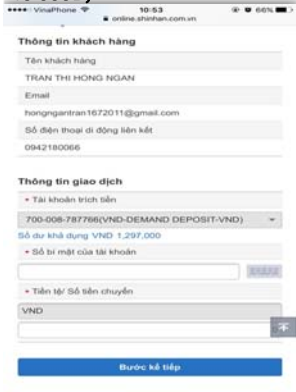 VinaPhone 10:53 66%
online.shinhan.com.vn
Thông tin khách hàng
Tên khách hàng
TRAN THI HONG NGAN
Email
hongngantran1672011@gmail.com
Số điện thoại di động liên kết
0942180066
Thông tin giao dịch
• Tài khoản trích tiền
700-008-787766(VND-DEMAND DEPOSIT-VND)
Số dư khả dụng VND 1,297,000
• Số bí mật của tài khoản
• Tiền tệ/ Số tiền chuyển
VND
Bước kế tiếp